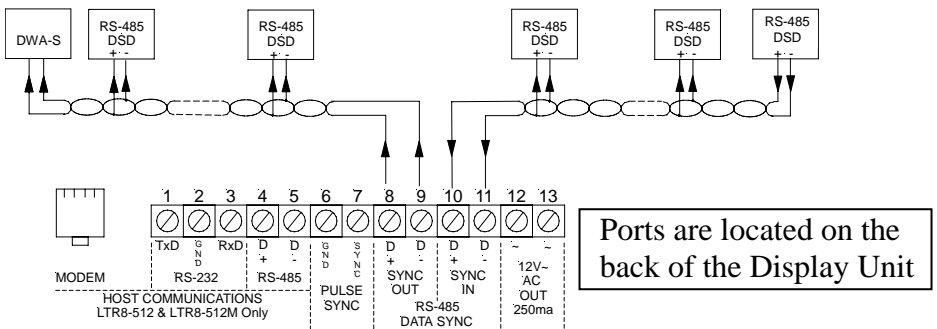 DWA-S
RS-485
DSD
+ -
RS-485
DSD
+ -
RS-485
DSD
+ -
RS-485
DSD
+ -
RS-485
DSD
+ -
1 2 3 4 5 6 7 8 9 10 11 12 13
TxD GND RxD D+ D- GND SYNC D+ D- D+ D- ~ ~
MODEM
RS-232
RS-485
HOST COMMUNICATIONS
LTR8-512 & LTR8-512M Only
PULSE
SYNC
SYNC
OUT
SYNC
IN
RS-485
DATA SYNC
12V~
AC
OUT
250ma
Ports are located on the
back of the Display Unit